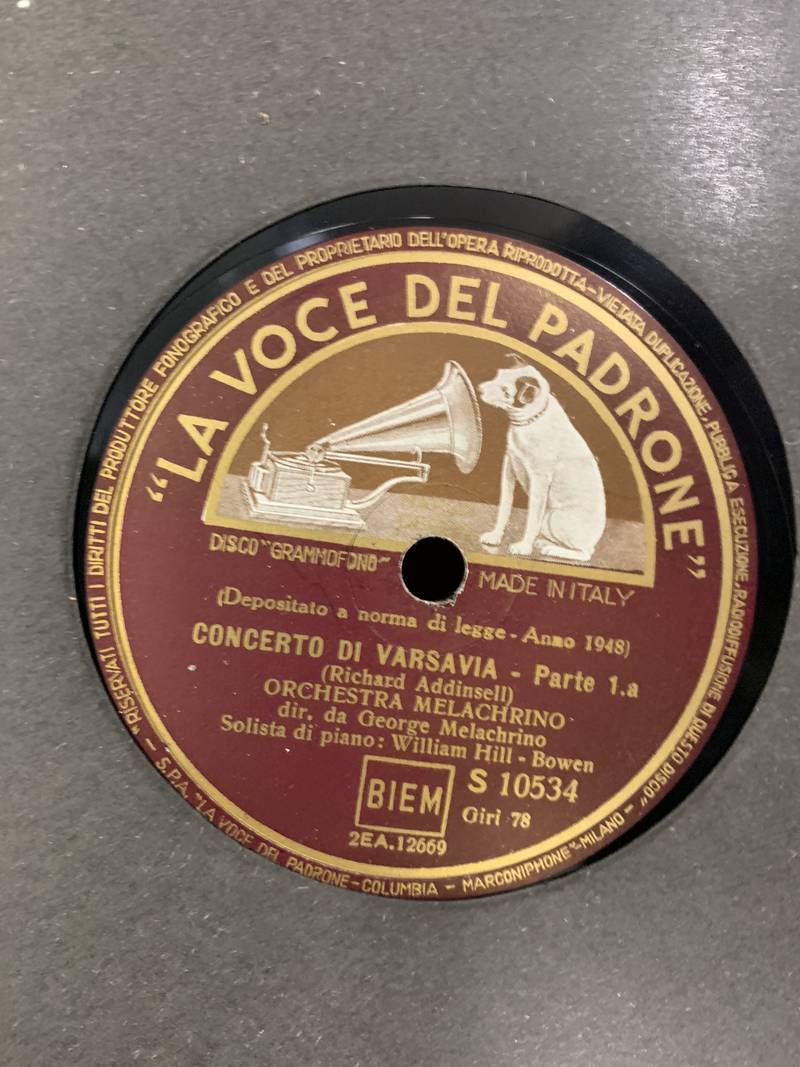 "RISERVATI TUTTI I DIRITTI DEL PRODUTTORE FONOGRAFICO E DEL PROPRIETARIO DELL'OPERA RIPRODOTTA-VIETATA DUPLICAZIONE, PUBBLICA ESECUZIONE, RADIODIFFUSIONE DI QUESTO DISCO"
"LA VOCE DEL PADRONE"
DISCO "GRAMMOFONO"
MADE IN ITALY
(Depositato a norma di legge - Anno 1948)
CONCERTO DI VARSAVIA - Parte 1.a
(Richard Addinsell)
ORCHESTRA MELACHRINO
dir. da George Melachrino
Solista di piano: William Hill - Bowen
BIEM
S 10534
Giri 78
2EA.12669
- S.P.A. "LA VOCE DEL PADRONE-COLUMBIA - MARCONIPHONE"-MILANO -